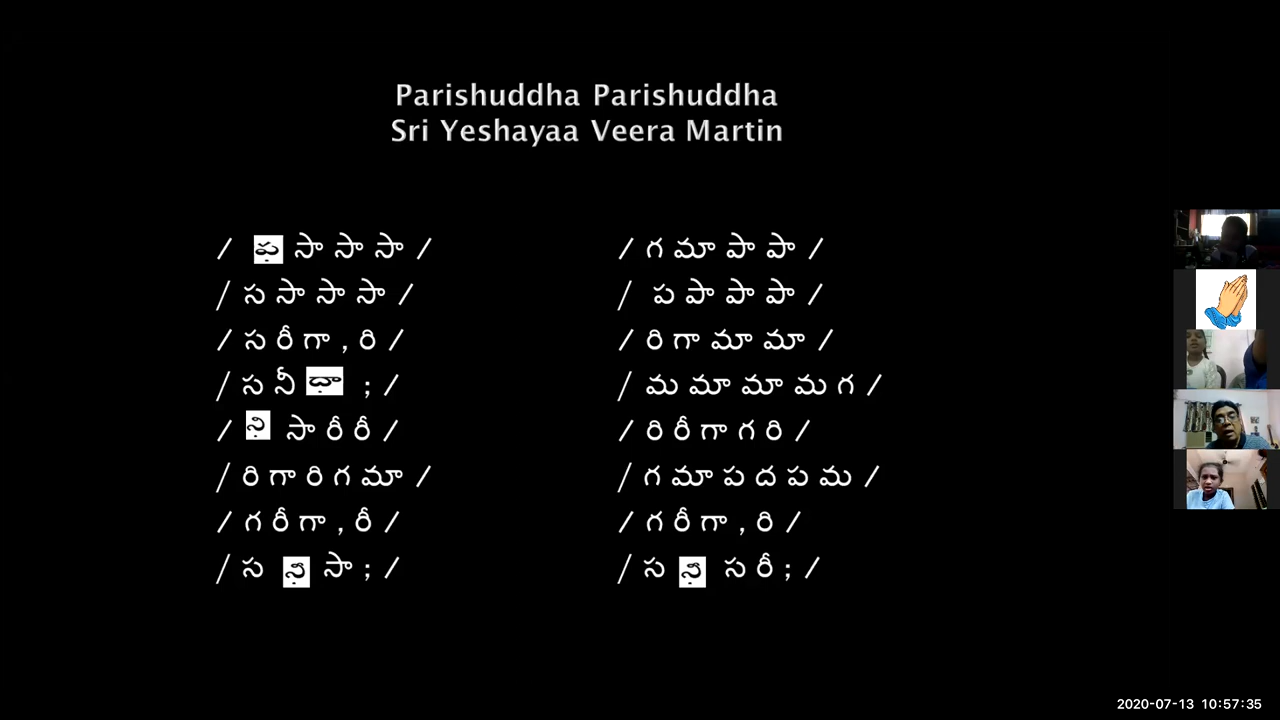 Parishuddha Parishuddha
Sri Yeshayaa Veera Martin
/ ప̣ సా సా సా /
/ స సా సా సా /
/ స రీ గా , రి /
/ స నీ దా̣ ; /
/ ని̣ సా రీ రీ /
/ రి గా రి గ మా /
/ గ రీ గా , రీ /
/ స నీ̣ సా ; /
/ గ మా పా పా /
/ ప పా పా పా /
/ రి గా మా మా /
/ మ మా మా మ గ /
/ రి రీ గా గ రి /
/ గ మా ప ద ప మ /
/ గ రీ గా , రి /
/ స నీ̣ స రీ ; /
2020-07-13 10:57:35